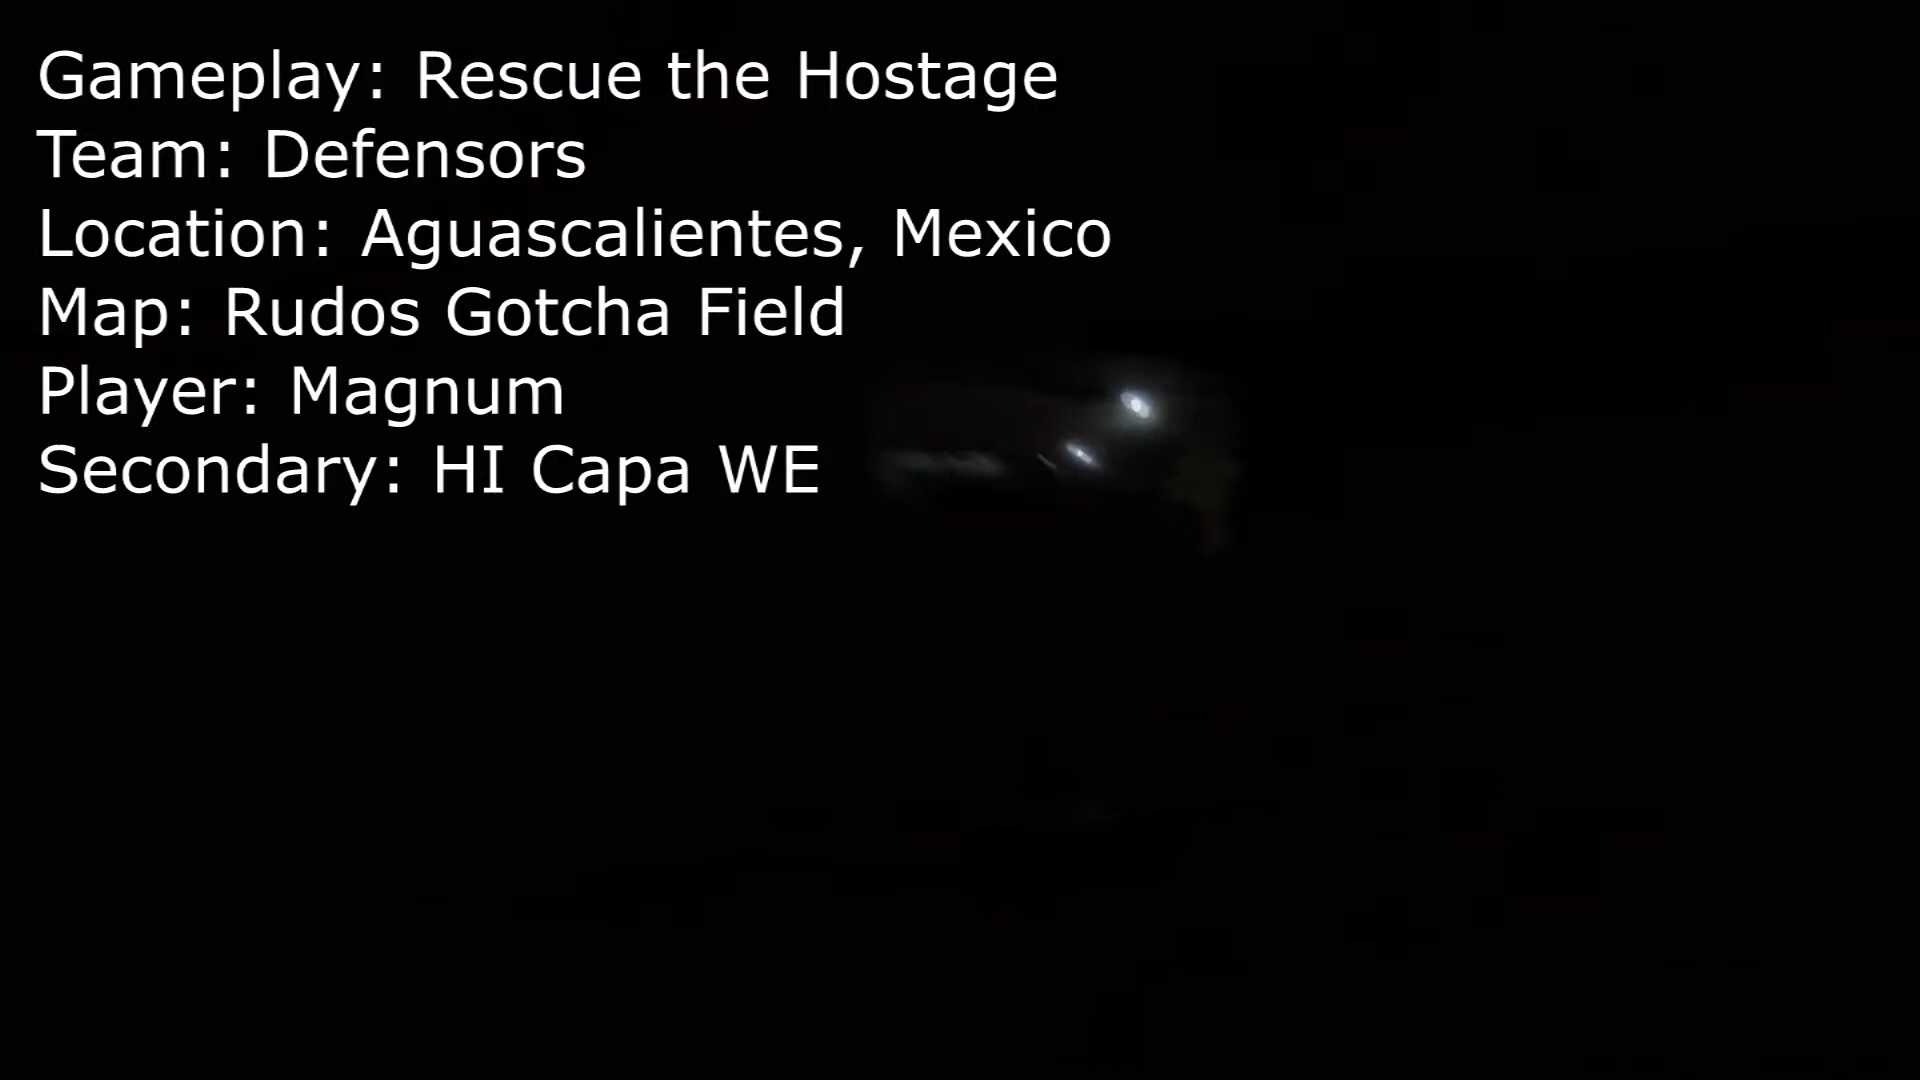 Gameplay: Rescue the Hostage
Team: Defensors
Location: Aguascalientes, Mexico
Map: Rudos Gotcha Field
Player: Magnum
Secondary: HI Capa WE